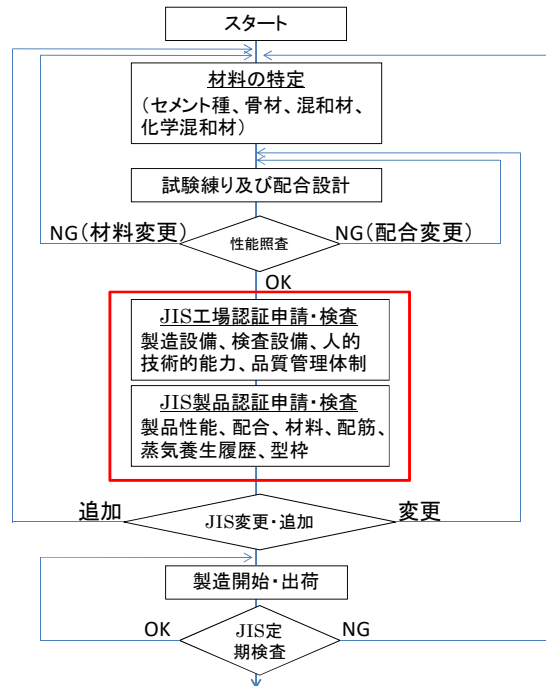 スタート
材料の特定
(セメント種、骨材、混和材、
化学混和材)
試験練り及び配合設計
NG(材料変更)
性能照査
NG(配合変更)
OK
JIS工場認証申請・検査
製造設備、検査設備、人的
技術的能力、品質管理体制
JIS製品認証申請・検査
製品性能、配合、材料、配筋、
蒸気養生履歴、型枠
追加
JIS変更・追加
変更
製造開始・出荷
OK
JIS定
期検査
NG